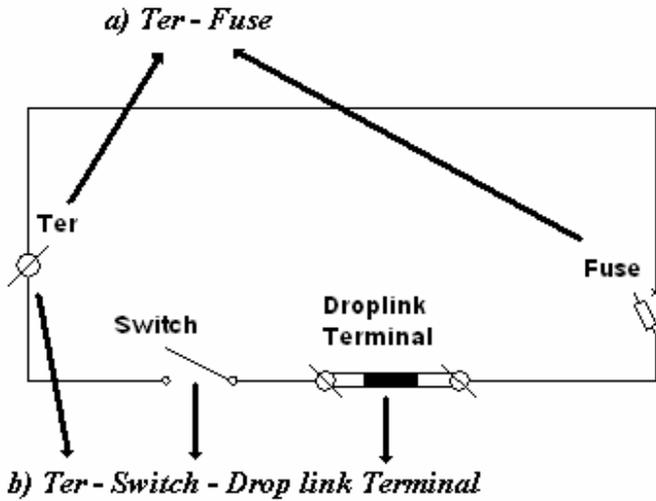 a) Ter - Fuse
Ter
Fuse
Droplink
Terminal
Switch
b) Ter - Switch - Drop link Terminal